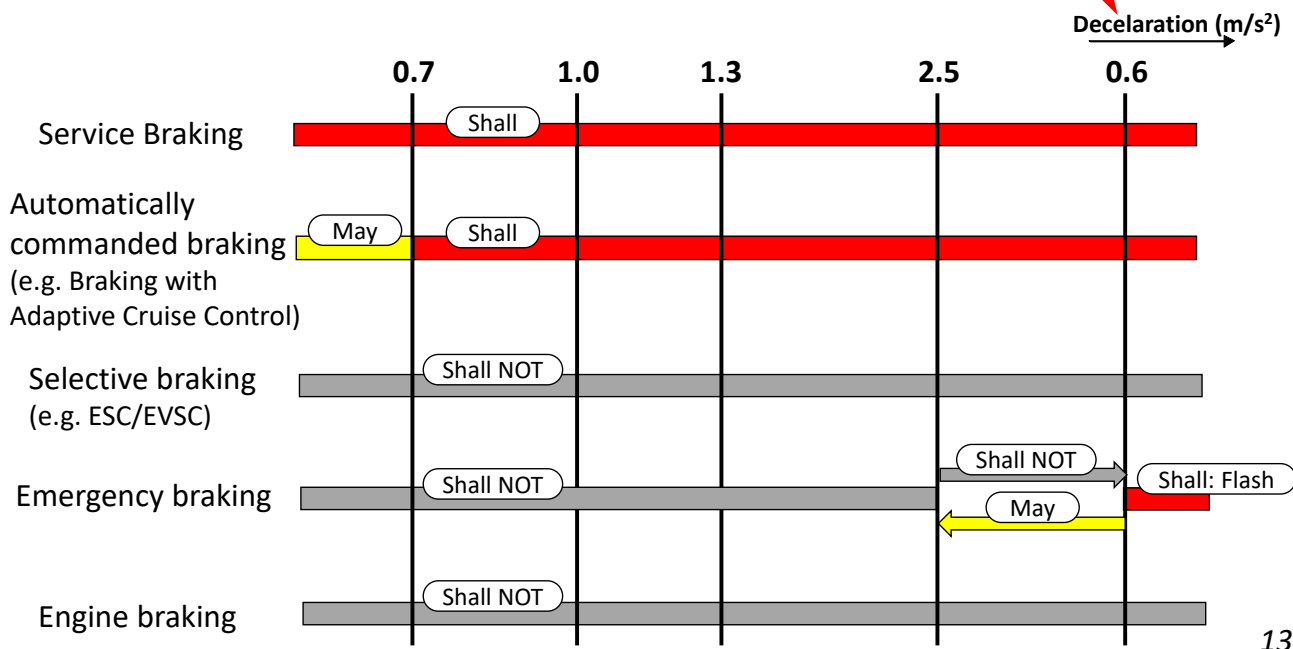 Decelaration (m/s²)
0.7 1.0 1.3 2.5 0.6
Service Braking
Shall
Automatically
commanded braking
(e.g. Braking with
Adaptive Cruise Control)
May
Shall
Selective braking
(e.g. ESC/EVSC)
Shall NOT
Emergency braking
Shall NOT
Shall NOT
May
Shall: Flash
Engine braking
Shall NOT
13